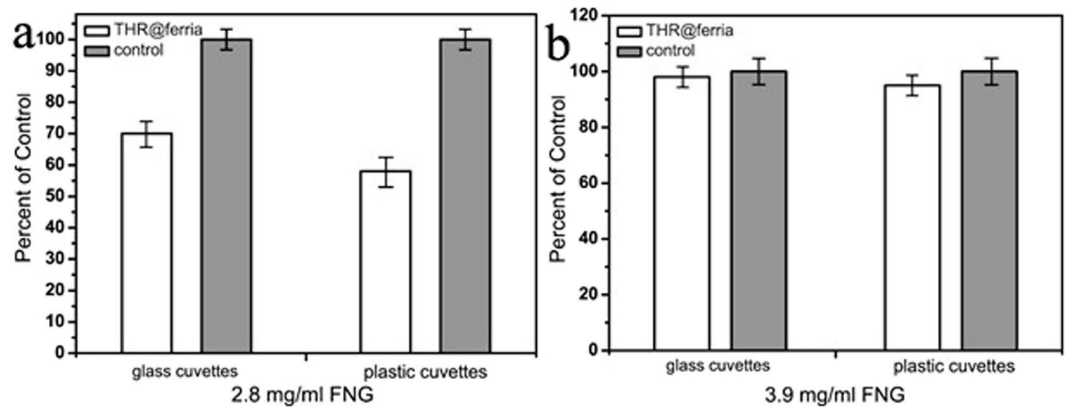 a
THR@ferria
control
Percent of Control
100
90
80
70
60
50
40
30
20
10
0
glass cuvettes
plastic cuvettes
2.8 mg/ml FNG
b
THR@ferria
control
Percent of Control
120
100
80
60
40
20
0
glass cuvettes
plastic cuvettes
3.9 mg/ml FNG